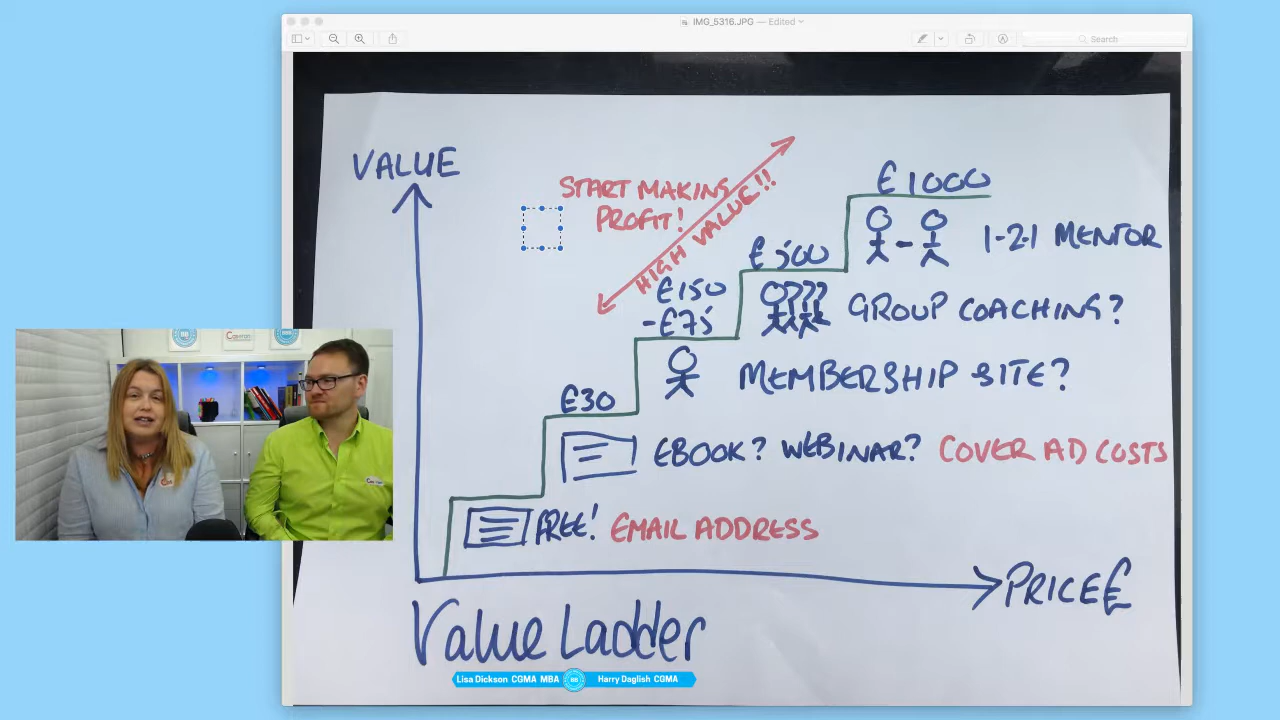 IMG_5316.JPG — Edited
Search
VALUE
START MAKING
PROFIT!
HIGH VALUE!!!
£1000
1-2-1 MENTOR
£500
GROUP COACHING?
£150
-£75
MEMBERSHIP SITE?
£30
EBOOK? WEBINAR? COVER AD COSTS
FREE! EMAIL ADDRESS
PRICE£
Value Ladder
Lisa Dickson CGMA MBA
BB
Harry Daglish CGMA